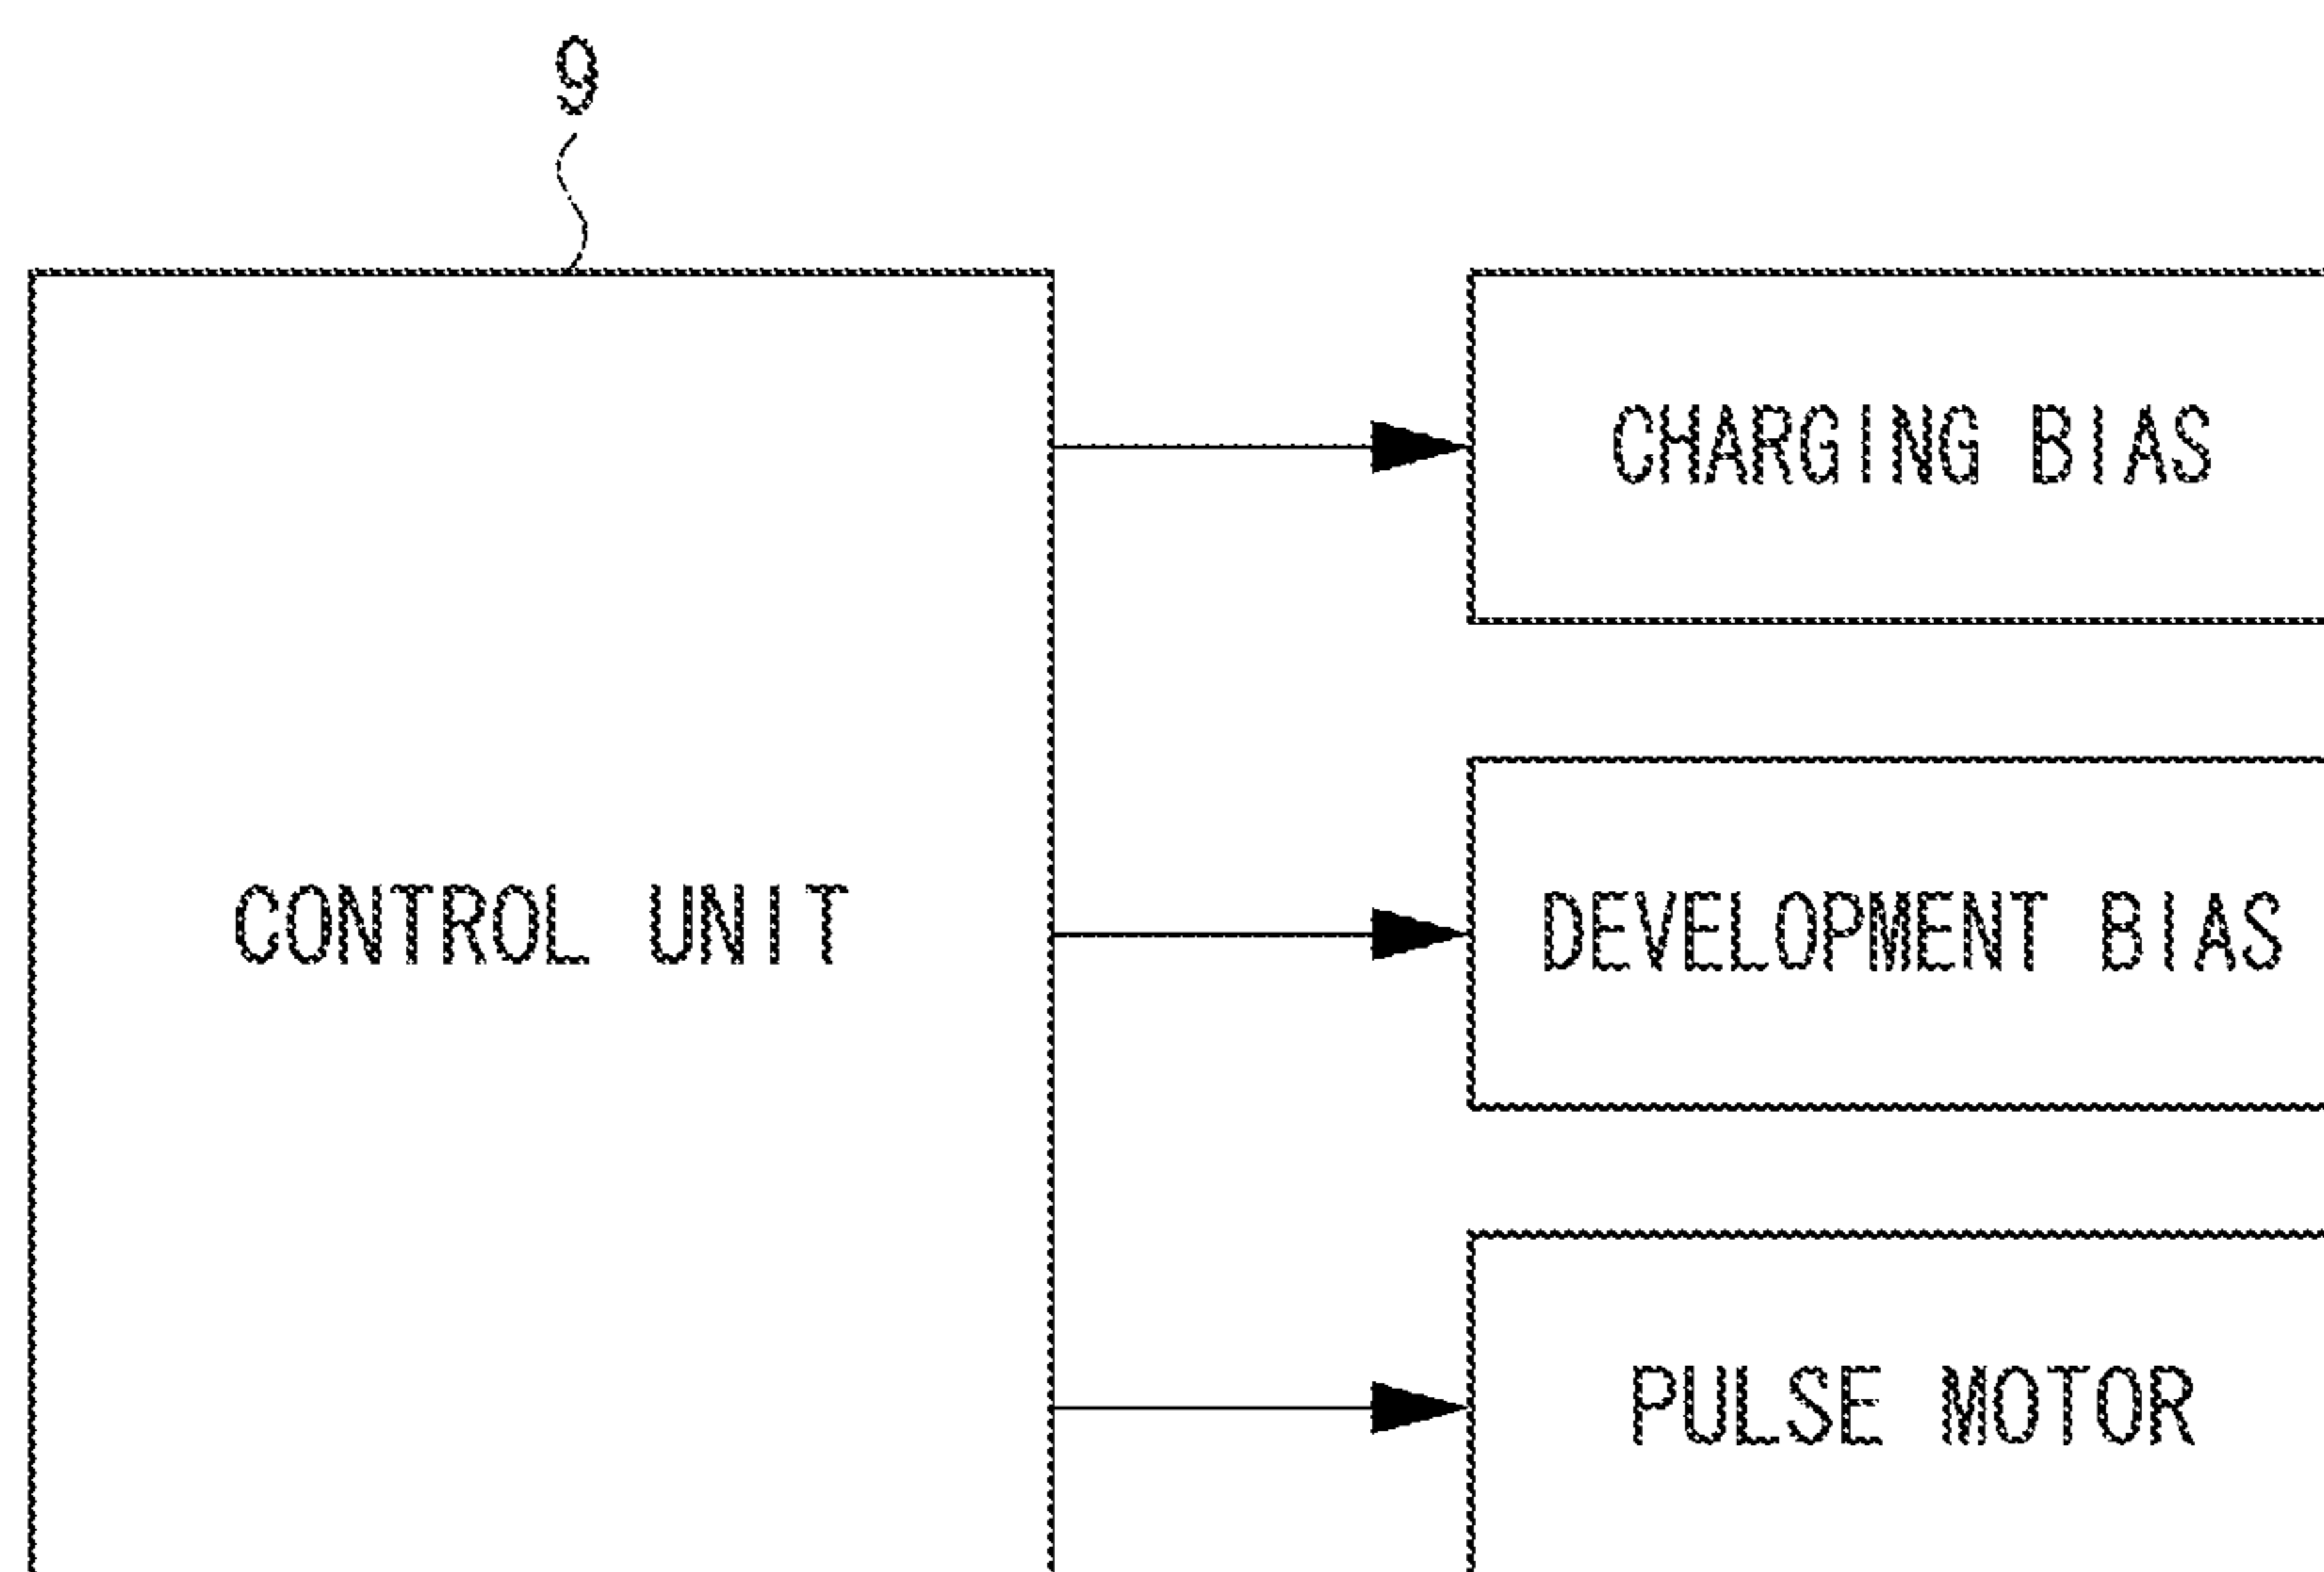 9
CHARGING BIAS
CONTROL UNIT
DEVELOPMENT BIAS
PULSE MOTOR